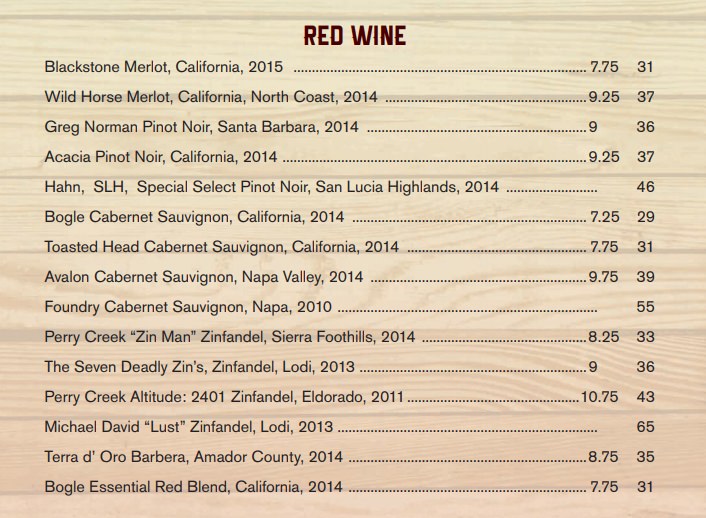 RED WINE
Blackstone Merlot, California, 2015 ........................................................................ 7.75 31
Wild Horse Merlot, California, North Coast, 2014 ................................................. 9.25 37
Greg Norman Pinot Noir, Santa Barbara, 2014 ..................................................... 9 36
Acacia Pinot Noir, California, 2014 .......................................................................... 9.25 37
Hahn, SLH, Special Select Pinot Noir, San Lucia Highlands, 2014 ...................... 46
Bogle Cabernet Sauvignon, California, 2014 ......................................................... 7.25 29
Toasted Head Cabernet Sauvignon, California, 2014 ............................................ 7.75 31
Avalon Cabernet Sauvignon, Napa Valley, 2014 .................................................... 9.75 39
Foundry Cabernet Sauvignon, Napa, 2010 ............................................................... 55
Perry Creek “Zin Man” Zinfandel, Sierra Foothills, 2014 ........................................ 8.25 33
The Seven Deadly Zin's, Zinfandel, Lodi, 2013 ....................................................... 9 36
Perry Creek Altitude: 2401 Zinfandel, Eldorado, 2011 .......................................... 10.75 43
Michael David “Lust” Zinfandel, Lodi, 2013 ............................................................... 65
Terra d' Oro Barbera, Amador County, 2014 .......................................................... 8.75 35
Bogle Essential Red Blend, California, 2014 .......................................................... 7.75 31